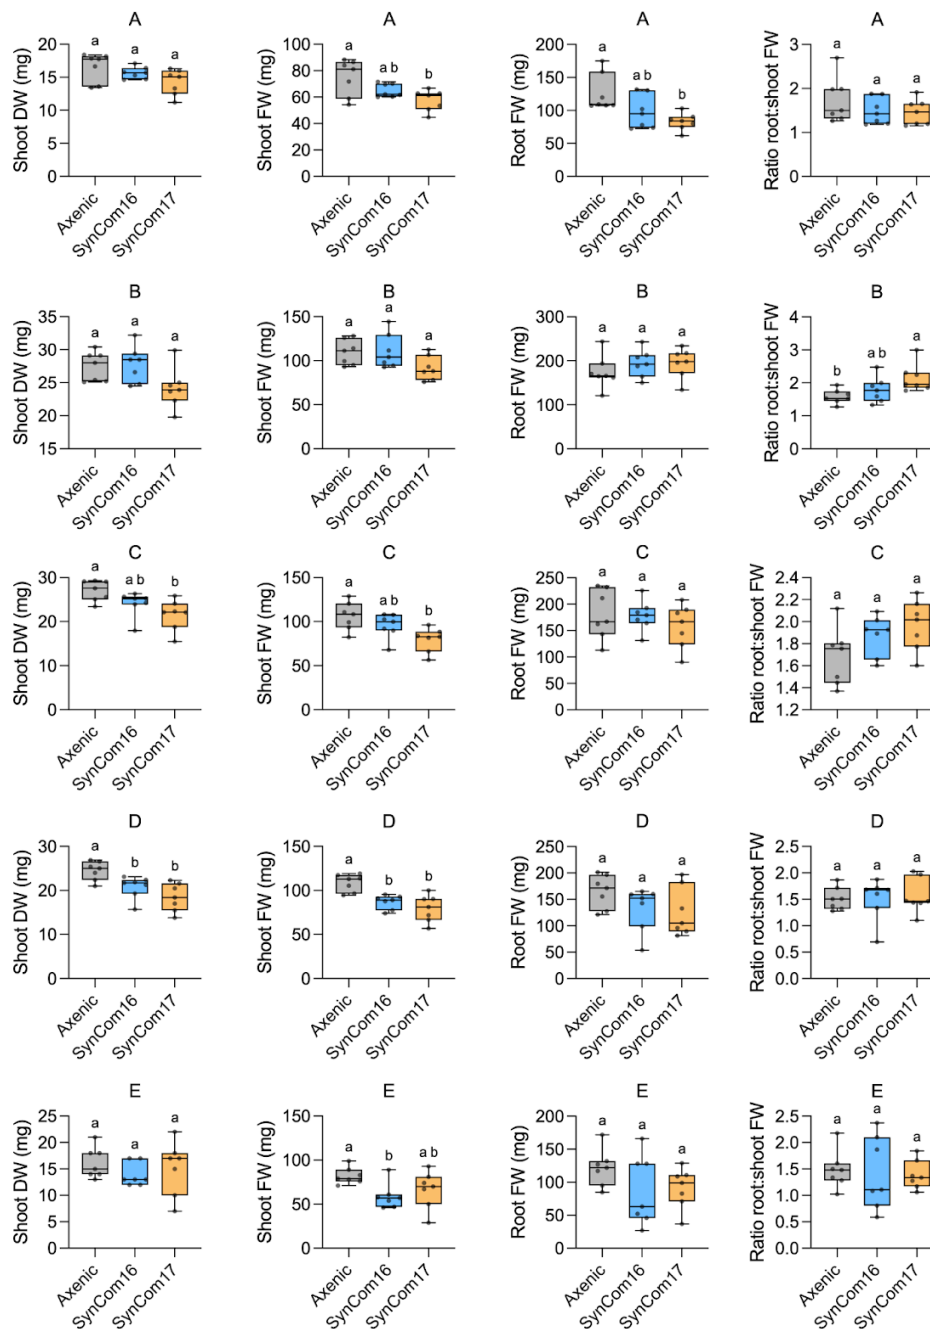 A A A A
Shoot DW (mg) 20 15 10 5 0 a a a
Shoot FW (mg) 100 80 60 40 20 0 a a b b
Root FW (mg) 200 150 100 50 0 a a b b
Ratio root:shoot FW 3 2 1 0 a a a
Axenic SynCom16 SynCom17 Axenic SynCom16 SynCom17 Axenic SynCom16 SynCom17 Axenic SynCom16 SynCom17
B B B B
Shoot DW (mg) 35 30 25 20 15 a a a
Shoot FW (mg) 150 100 50 0 a a a
Root FW (mg) 300 200 100 0 a a a
Ratio root:shoot FW 4 3 2 1 0 b a b a
Axenic SynCom16 SynCom17 Axenic SynCom16 SynCom17 Axenic SynCom16 SynCom17 Axenic SynCom16 SynCom17
C C C C
Shoot DW (mg) 30 20 10 0 a a b b
Shoot FW (mg) 150 100 50 0 a a b b
Root FW (mg) 250 200 150 100 50 0 a a a
Ratio root:shoot FW 2.4 2.2 2.0 1.8 1.6 1.4 1.2 a a a
Axenic SynCom16 SynCom17 Axenic SynCom16 SynCom17 Axenic SynCom16 SynCom17 Axenic SynCom16 SynCom17
D D D D
Shoot DW (mg) 30 20 10 0 a b b
Shoot FW (mg) 150 100 50 0 a b b
Root FW (mg) 250 200 150 100 50 0 a a a
Ratio root:shoot FW 2.5 2.0 1.5 1.0 0.5 0.0 a a a
Axenic SynCom16 SynCom17 Axenic SynCom16 SynCom17 Axenic SynCom16 SynCom17 Axenic SynCom16 SynCom17
E E E E
Shoot DW (mg) 25 20 15 10 5 0 a a a
Shoot FW (mg) 150 100 50 0 a b a b
Root FW (mg) 200 150 100 50 0 a a a
Ratio root:shoot FW 2.5 2.0 1.5 1.0 0.5 0.0 a a a
Axenic SynCom16 SynCom17 Axenic SynCom16 SynCom17 Axenic SynCom16 SynCom17 Axenic SynCom16 SynCom17